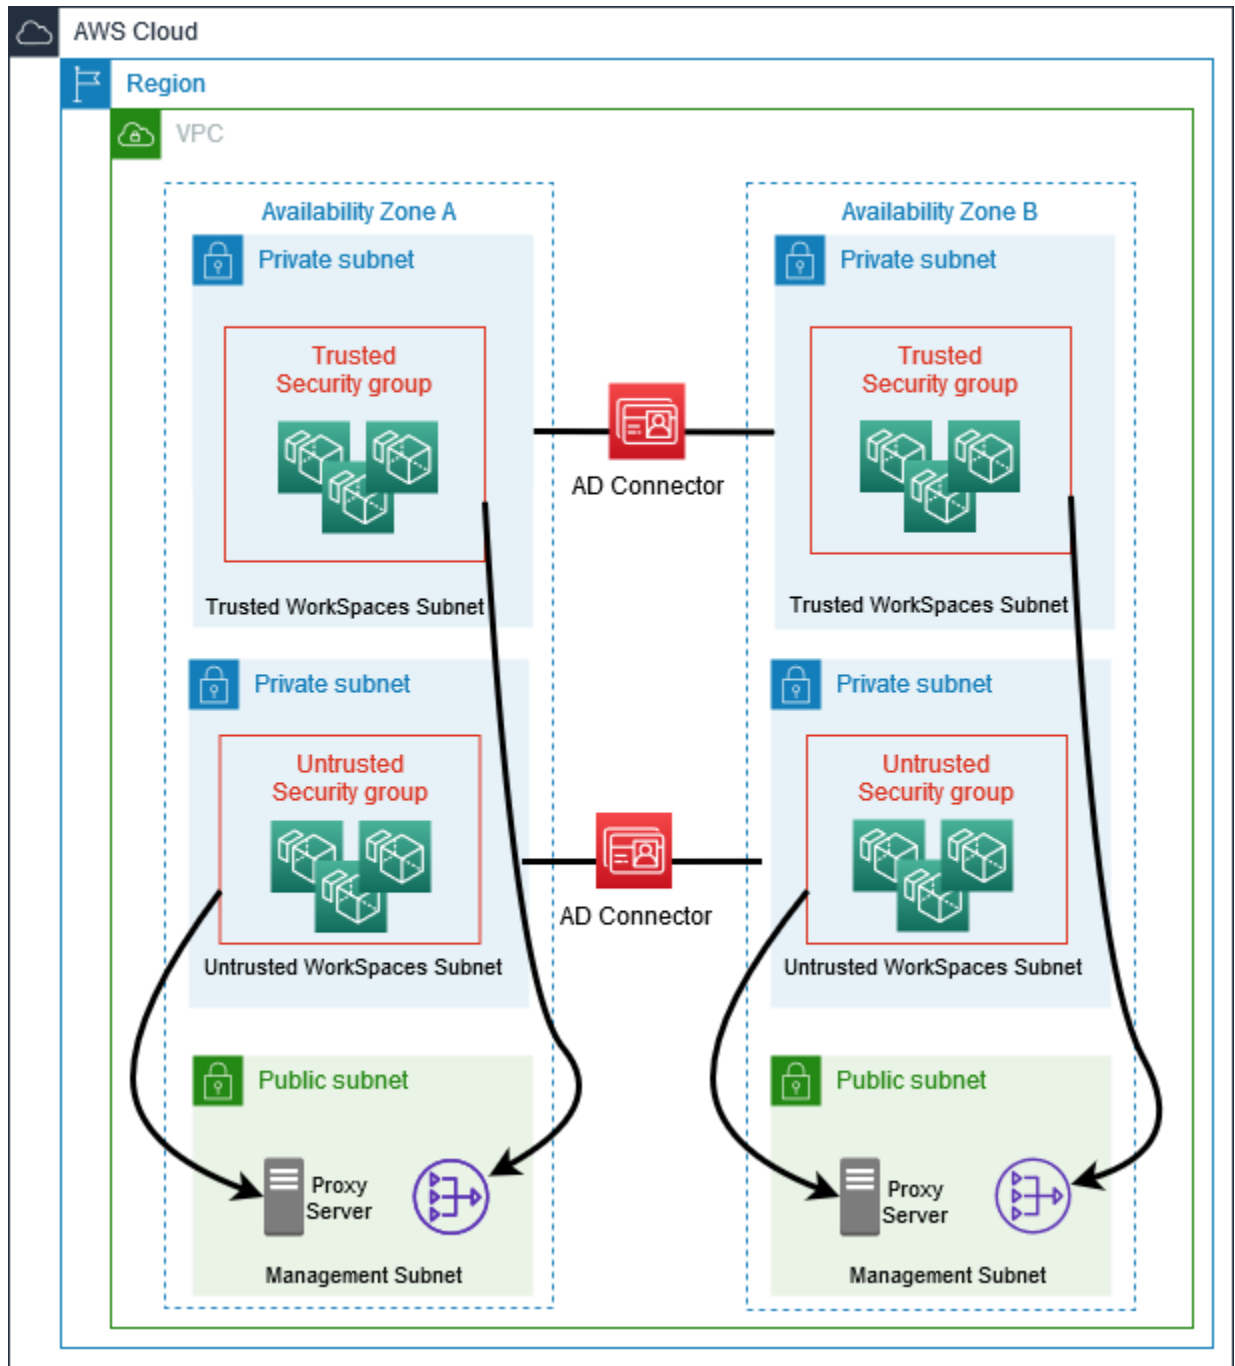 AWS Cloud
Region
VPC
Availability Zone A
Private subnet
Trusted
Security group
Trusted WorkSpaces Subnet
Private subnet
Untrusted
Security group
Untrusted WorkSpaces Subnet
Public subnet
Proxy
Server
Management Subnet
AD Connector
AD Connector
Availability Zone B
Private subnet
Trusted
Security group
Trusted WorkSpaces Subnet
Private subnet
Untrusted
Security group
Untrusted WorkSpaces Subnet
Public subnet
Proxy
Server
Management Subnet